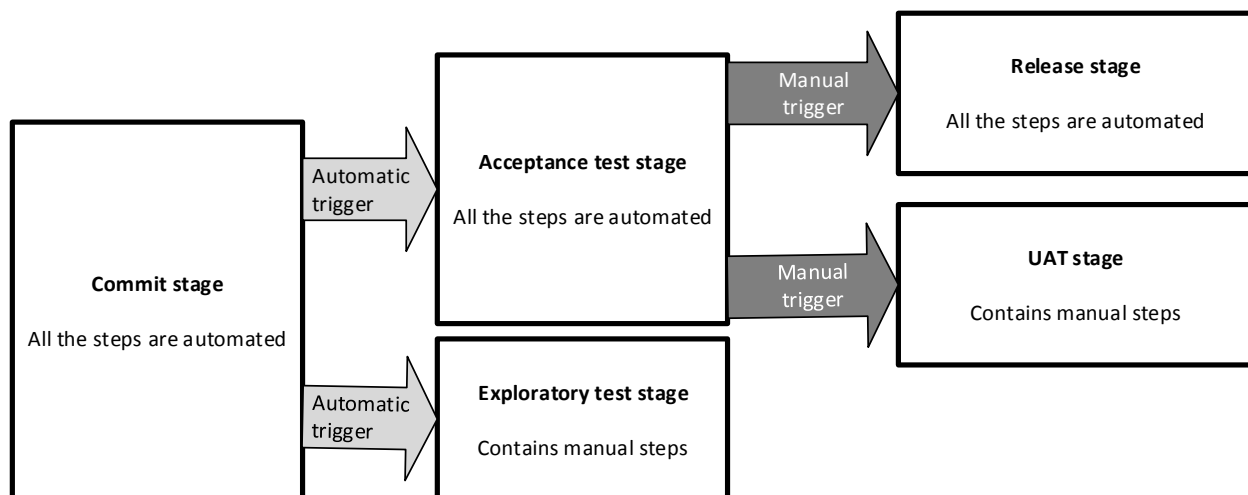 Commit stage
All the steps are automated
Automatic
trigger
Automatic
trigger
Acceptance test stage
All the steps are automated
Exploratory test stage
Contains manual steps
Manual
trigger
Manual
trigger
Release stage
All the steps are automated
UAT stage
Contains manual steps